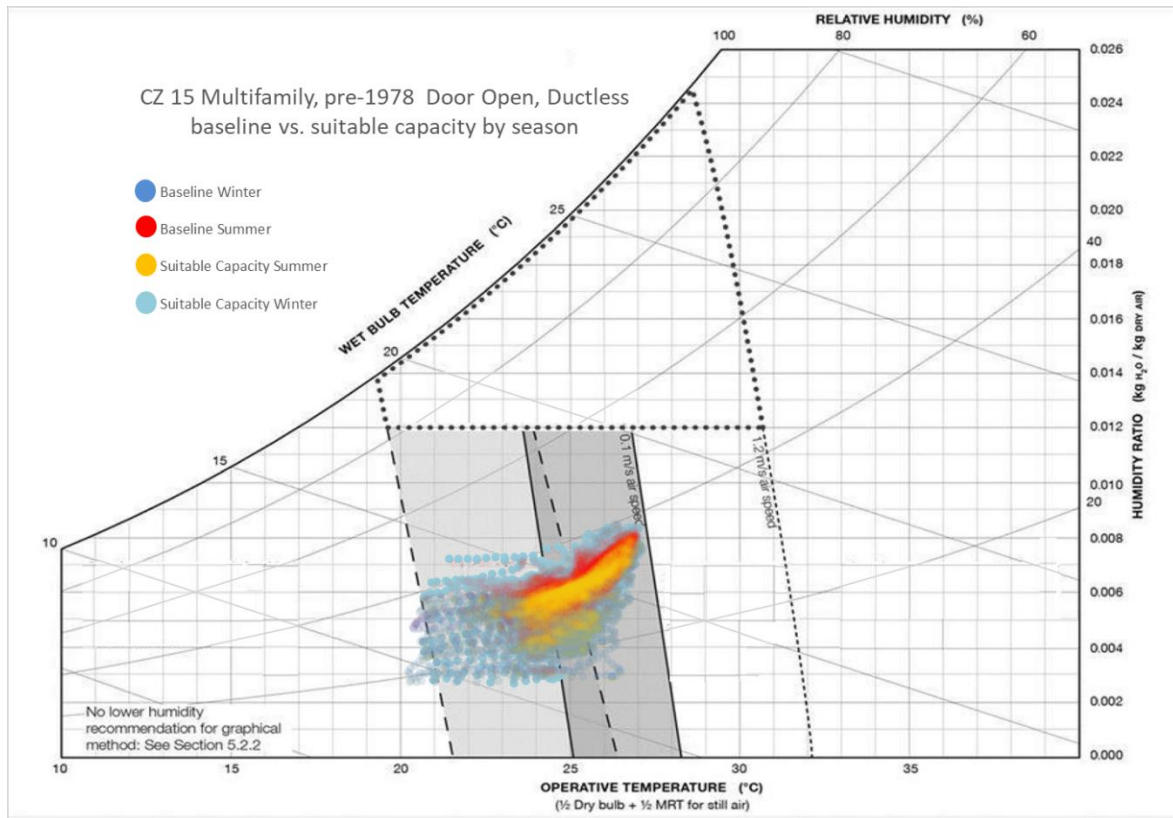 RELATIVE HUMIDITY (%)
100
80
60
0.026
CZ 15 Multifamily, pre-1978 Door Open, Ductless
baseline vs. suitable capacity by season
0.024
0.022
Baseline Winter
25
0.020
Baseline Summer
WET BULB TEMPERATURE (°C)
40
0.018
Suitable Capacity Summer
Suitable Capacity Winter
0.016
20
0.014
0.012
0.1 m/s air speed
1.2 m/s air speed
HUMIDITY RATIO (kg H₂O / kg DRY AIR)
15
0.010
20
10
0.008
0.006
0.004
0.002
No lower humidity
recommendation for graphical
method: See Section 5.2.2
0.000
10
15
20
25
30
35
OPERATIVE TEMPERATURE (°C)
(½ Dry bulb + ½ MRT for still air)